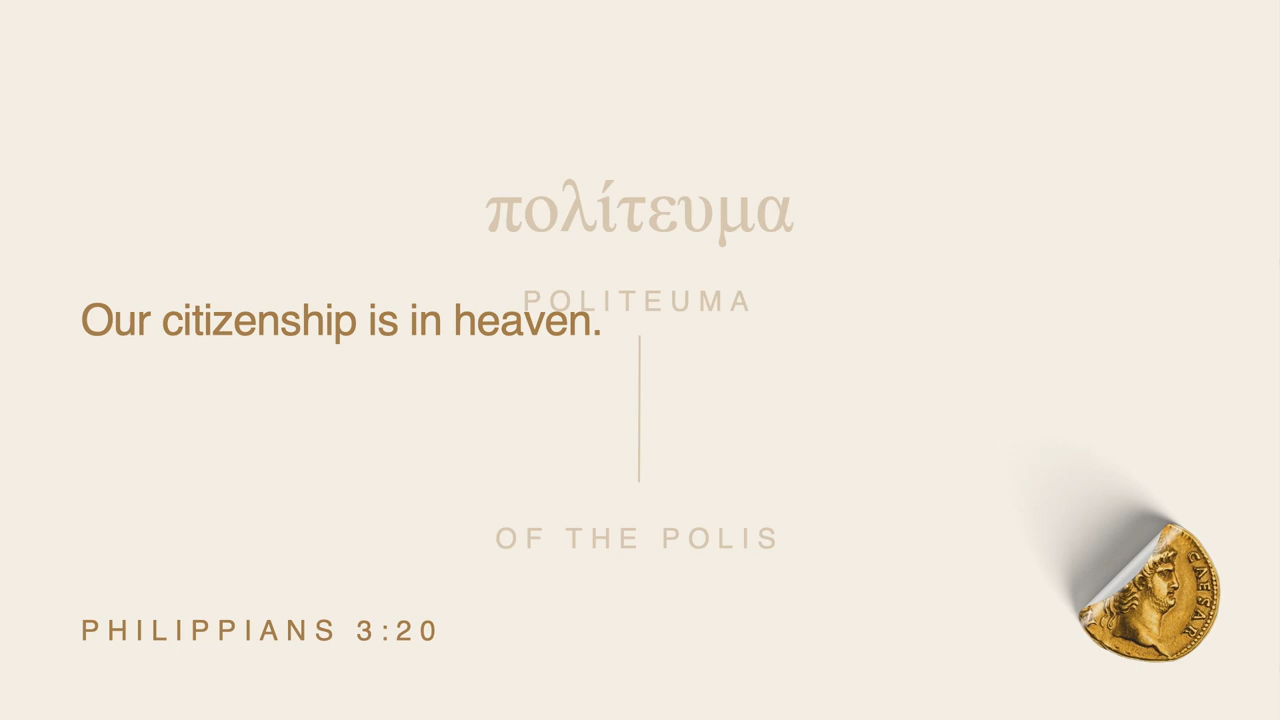 πολίτευμα
POLITEUMA
Our citizenship is in heaven.
OF THE POLIS
PHILIPPIANS 3:20
CAESAR